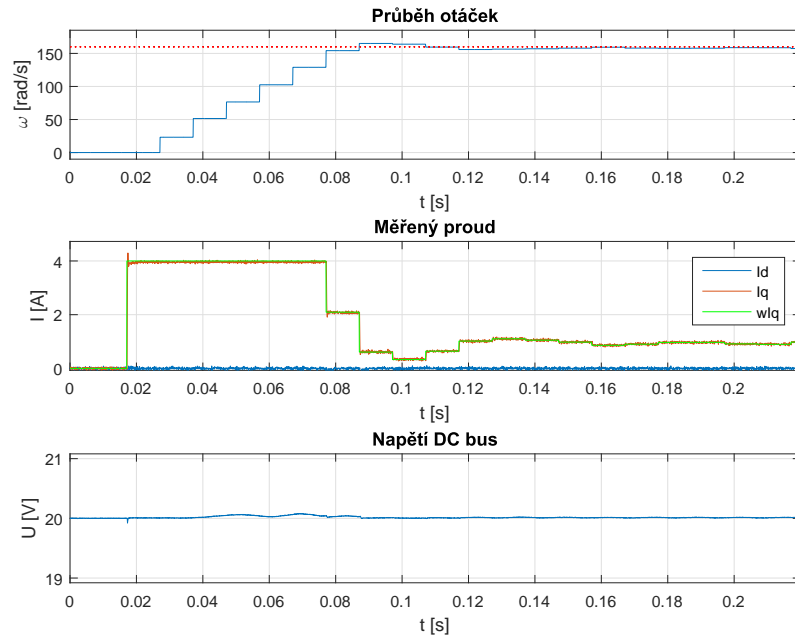 Průběh otáček
ω [rad/s]
150
100
50
0
0 0.02 0.04 0.06 0.08 0.1 0.12 0.14 0.16 0.18 0.2
t [s]
Měřený proud
I [A]
4
2
0
Id
Iq
wIq
0 0.02 0.04 0.06 0.08 0.1 0.12 0.14 0.16 0.18 0.2
t [s]
Napětí DC bus
U [V]
21
20
19
0 0.02 0.04 0.06 0.08 0.1 0.12 0.14 0.16 0.18 0.2
t [s]